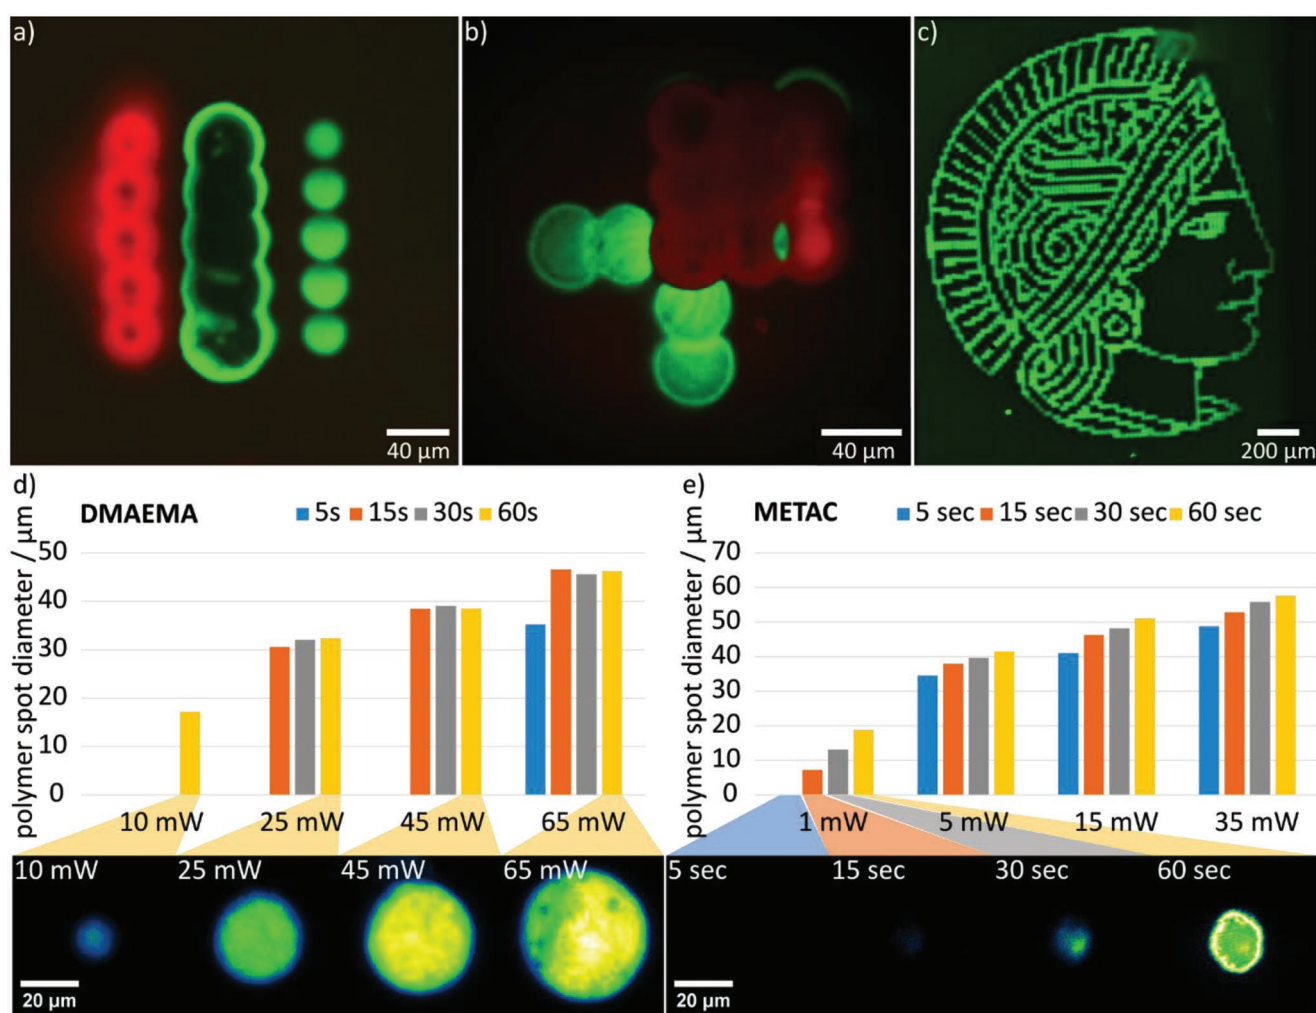 a)
b)
c)
40 µm
40 µm
200 µm
d)
DMAEMA
5s 15s 30s 60s
polymer spot diameter / µm
50
40
30
20
10
0
10 mW 25 mW 45 mW 65 mW
e)
METAC
5 sec 15 sec 30 sec 60 sec
polymer spot diameter / µm
70
60
50
40
30
20
10
0
1 mW 5 mW 15 mW 35 mW
10 mW 25 mW 45 mW 65 mW
20 µm
5 sec 15 sec 30 sec 60 sec
20 µm